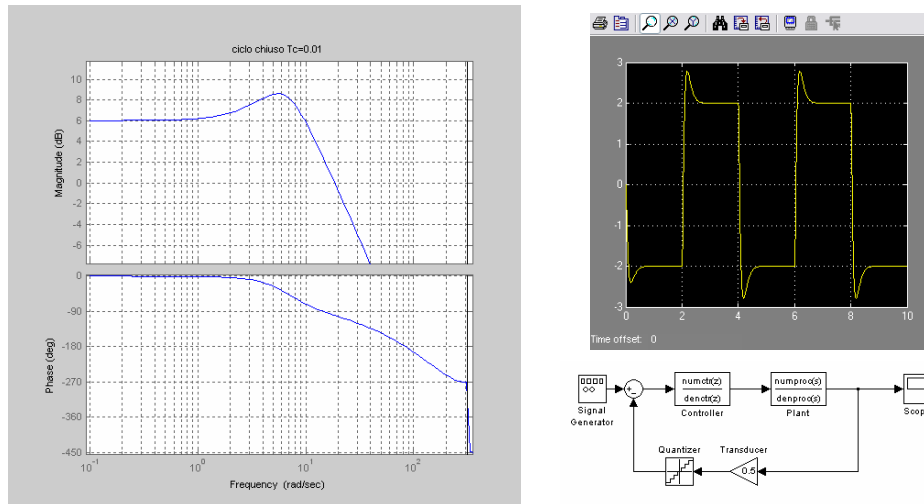 ciclo chiuso Tc=0.01
Magnitude (dB)
10
8
6
4
2
0
-2
-4
-6
Phase (deg)
0
-90
-180
-270
-360
-450
10^-1
10^0
10^1
10^2
Frequency (rad/sec)
3
2
1
0
-1
-2
-3
0
2
4
6
8
10
Time offset: 0
Signal
Generator
numctr(z)
denctr(z)
Controller
numproc(s)
denproc(s)
Plant
Scop
Quantizer
Transducer
0.5